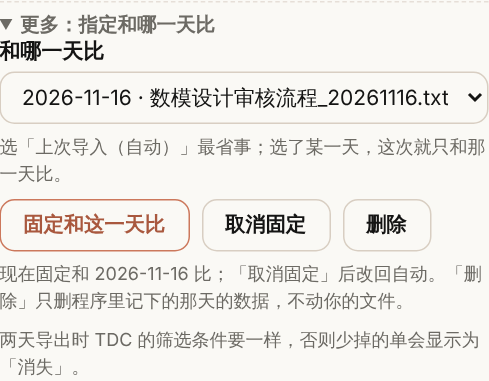 ▼ 更多：指定和哪一天比
和哪一天比
2026-11-16 · 数模设计审核流程_20261116.txt
选「上次导入（自动）」最省事；选了某一天，这次就只和那
一天比。
固定和这一天比 取消固定 删除
现在固定和 2026-11-16 比；「取消固定」后改回自动。「删
除」只删程序里记下的那天的数据，不动你的文件。
两天导出时 TDC 的筛选条件要一样，否则少掉的单会显示为
「消失」。